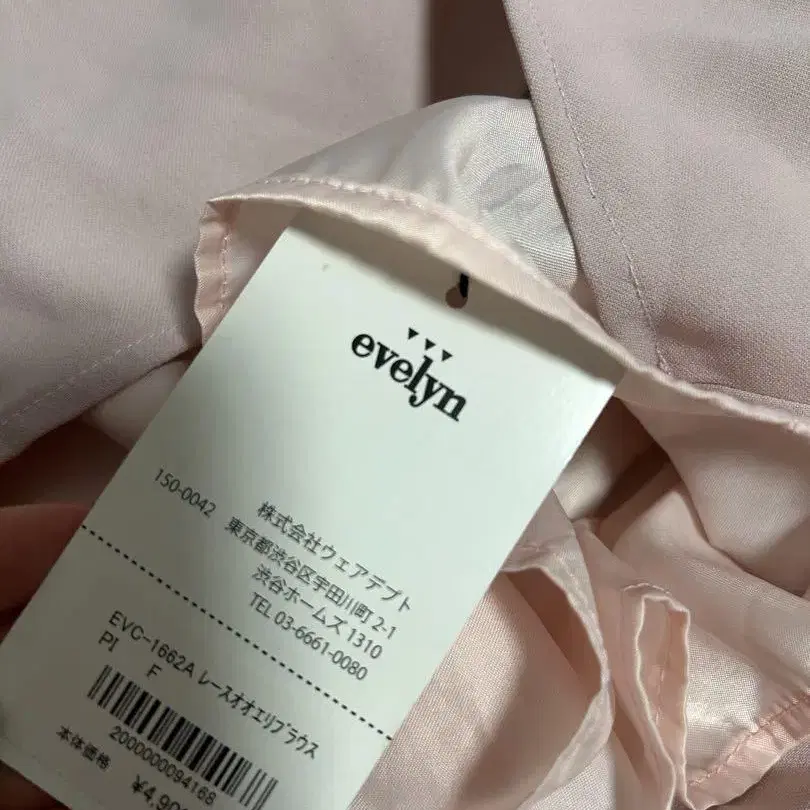 evelyn
株式会社ウェアデプト
150-0042 東京都渋谷区宇田川町 2-1
渋谷ホームズ 1310
TEL 03-6661-0080
EVC-1662A レースオオエリブラウス
PI F
2000000094168
本体価格